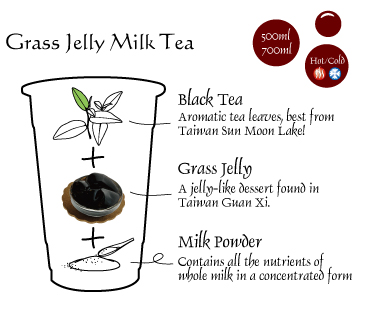 Grass Jelly Milk Tea
500ml
700ml
Hot/Cold
Black Tea
Aromatic tea leaves, best from
Taiwan Sun Moon Lake!
Grass Jelly
A jelly-like dessert found in
Taiwan Guan Xi.
Milk Powder
Contains all the nutrients of
whole milk in a concentrated form